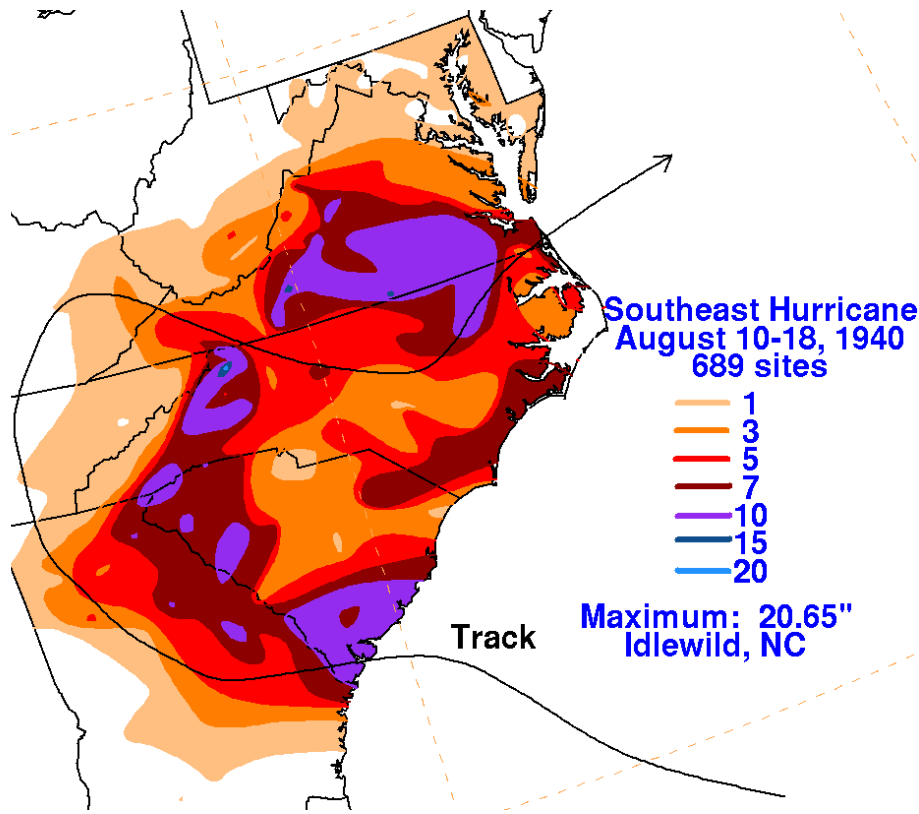 Southeast Hurricane
August 10-18, 1940
689 sites
1
3
5
7
10
15
20
Maximum: 20.65"
Idlewild, NC
Track